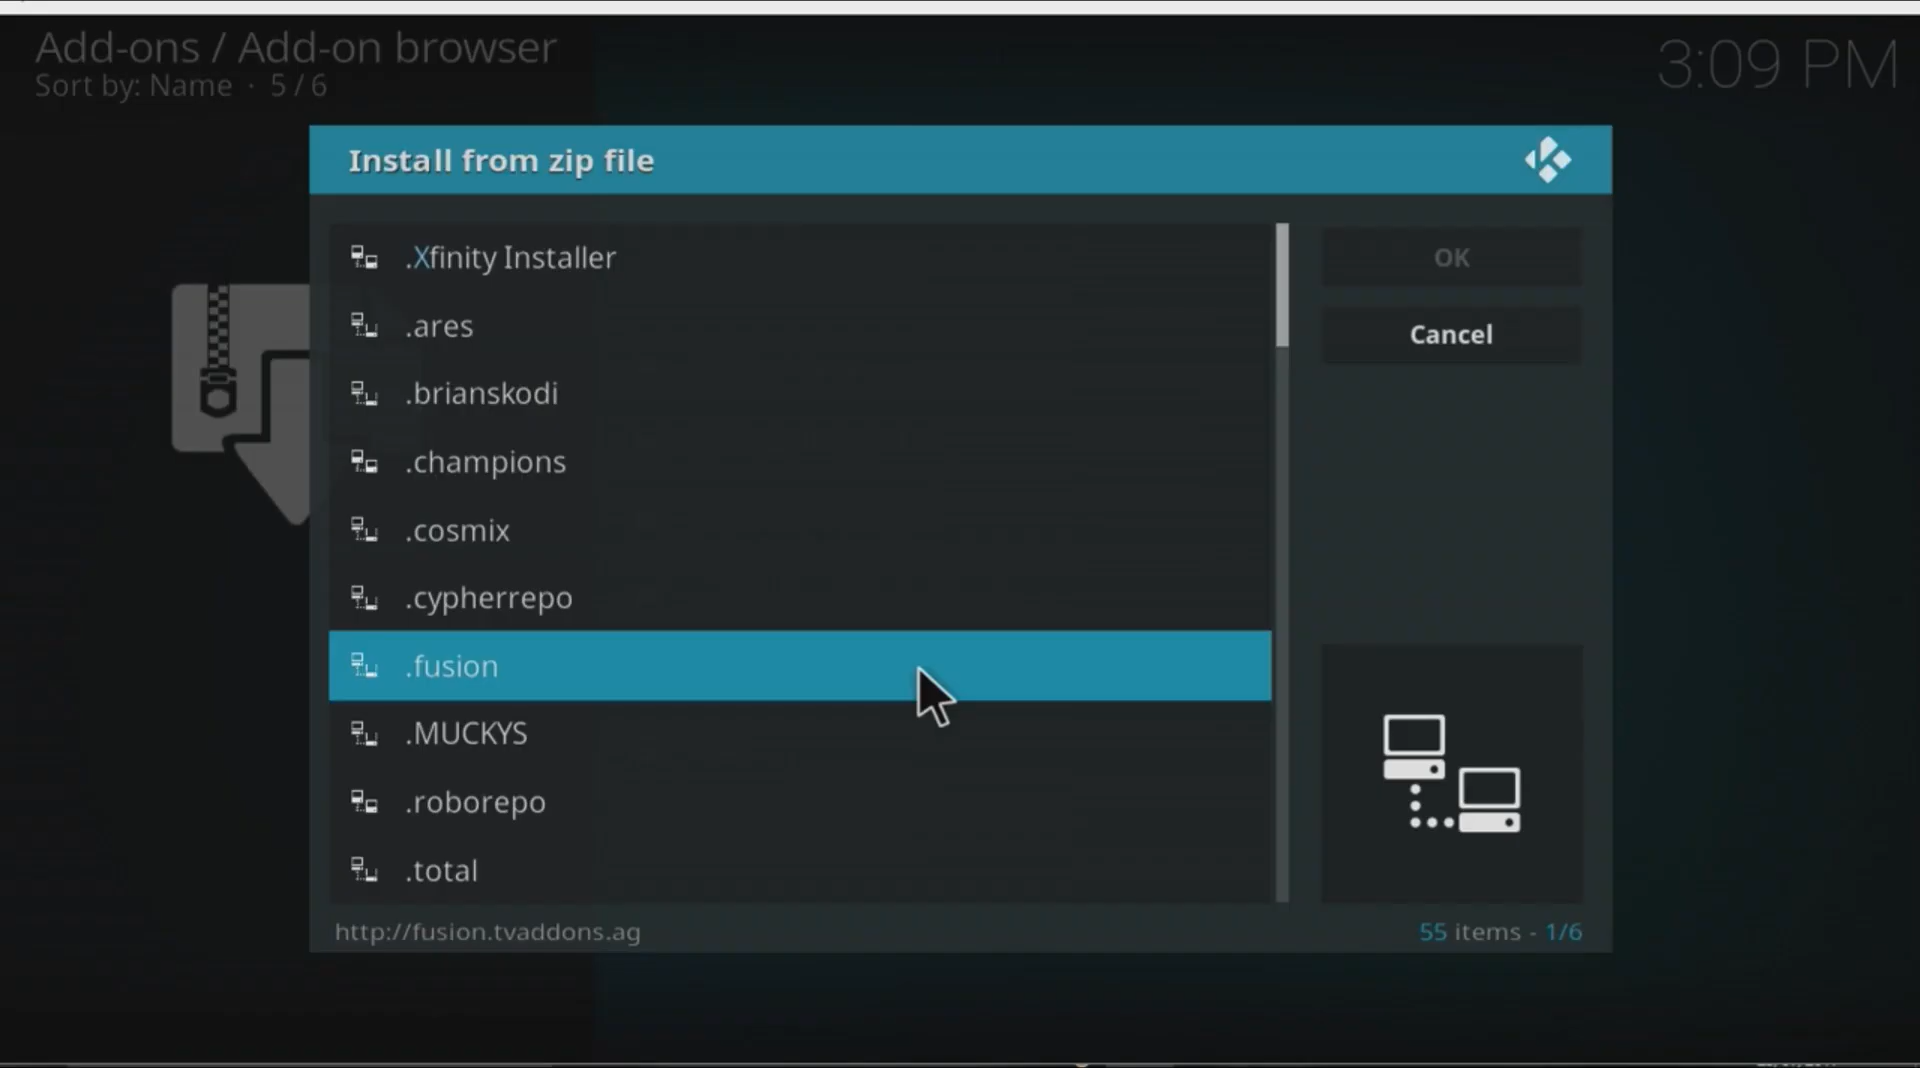 Add-ons / Add-on browser
Sort by: Name · 5 / 6
3:09 PM
Install from zip file
.Xfinity Installer
.ares
.brianskodi
.champions
.cosmix
.cypherrepo
.fusion
.MUCKYS
.roborepo
.total
OK
Cancel
http://fusion.tvaddons.ag
55 items - 1/6